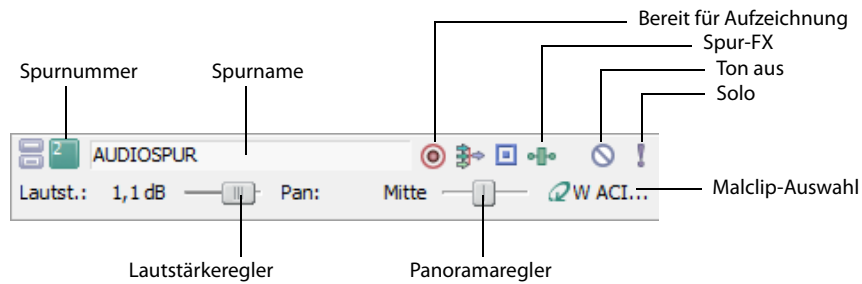 Bereit für Aufzeichnung
Spur-FX
Spurnummer
Spurname
Ton aus
Solo
2
AUDIOSPUR
Lautst.: 1,1 dB Pan: Mitte W ACI...
Malclip-Auswahl
Lautstärkeregler
Panoramaregler